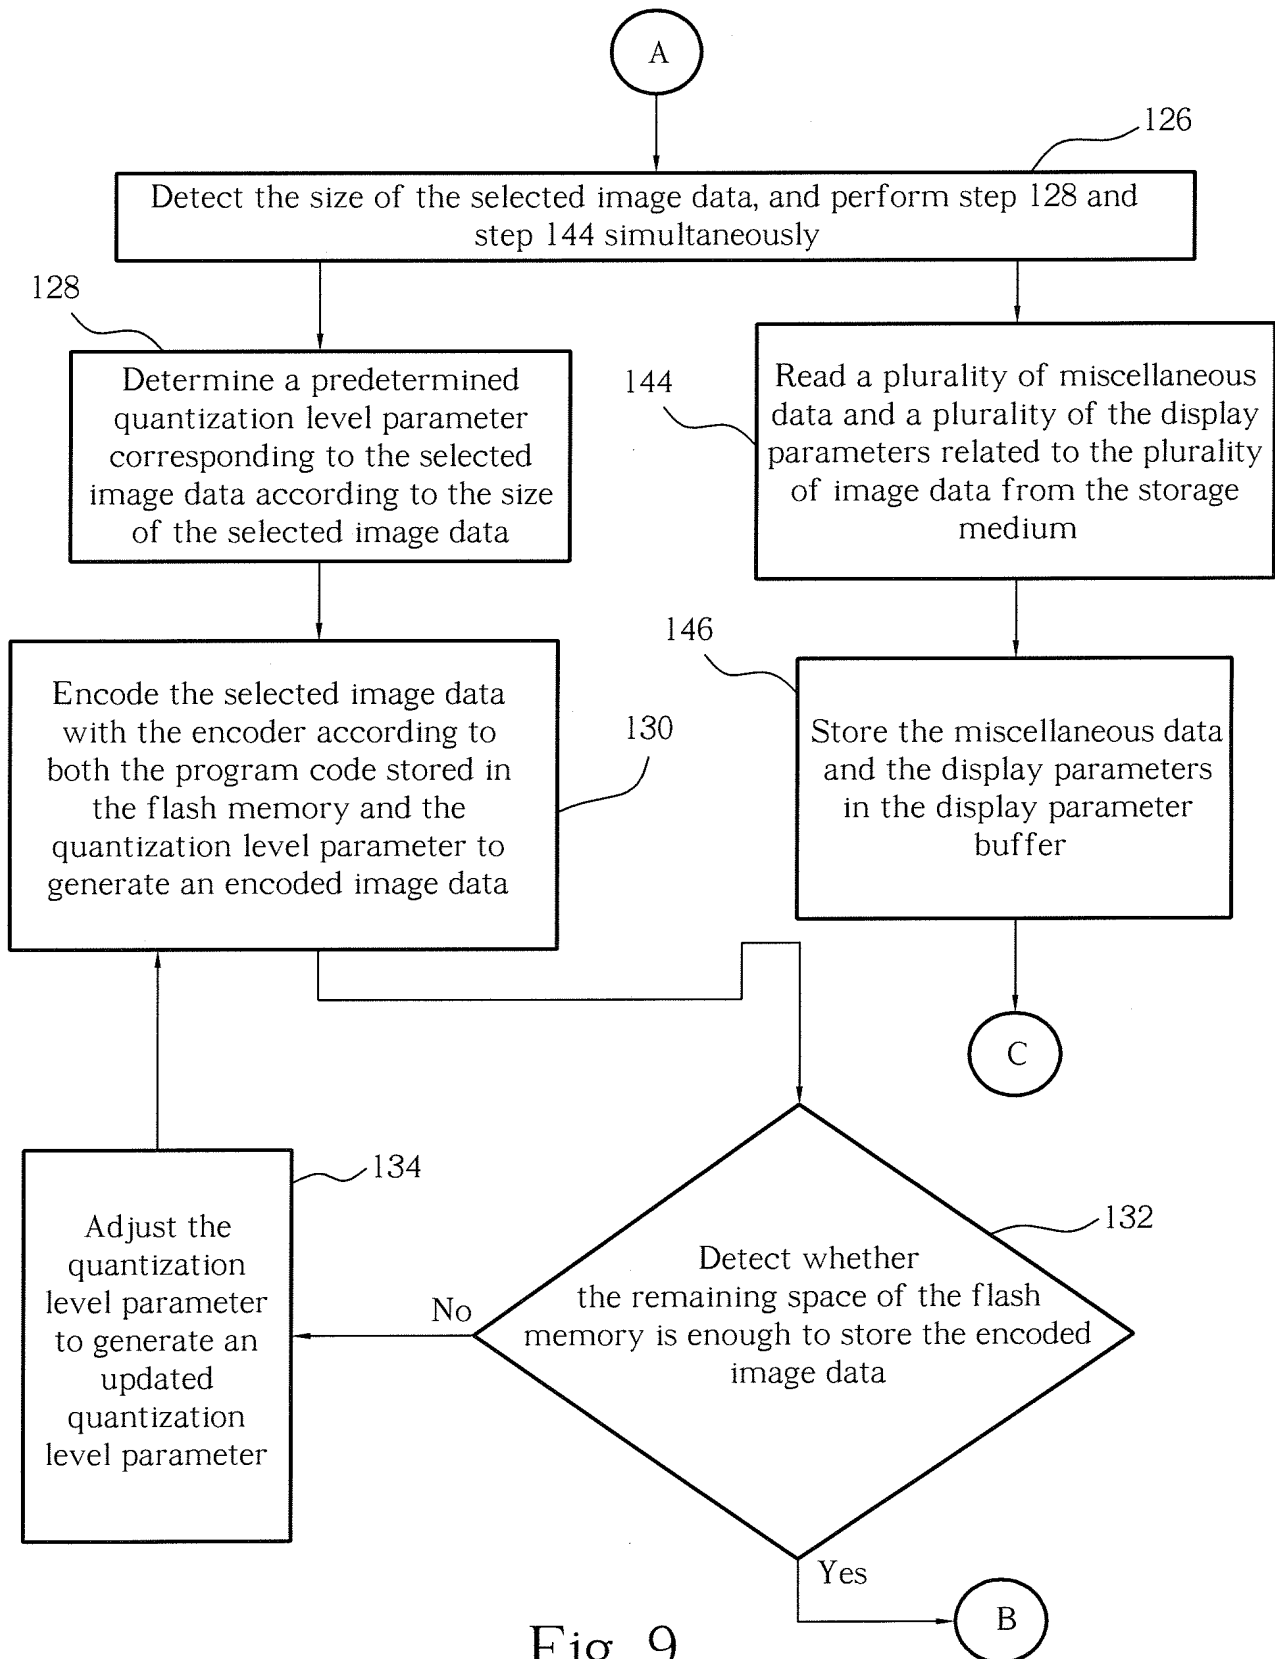 A
126
Detect the size of the selected image data, and perform step 128 and
step 144 simultaneously
128
Determine a predetermined
quantization level parameter
corresponding to the selected
image data according to the size
of the selected image data
144
Read a plurality of miscellaneous
data and a plurality of the display
parameters related to the plurality
of image data from the storage
medium
Encode the selected image data
with the encoder according to
both the program code stored in
the flash memory and the
quantization level parameter to
generate an encoded image data
130
146
Store the miscellaneous data
and the display parameters
in the display parameter
buffer
C
134
Adjust the
quantization
level parameter
to generate an
updated
quantization
level parameter
No
132
Detect whether
the remaining space of the flash
memory is enough to store the encoded
image data
Yes
B
Fig. 9